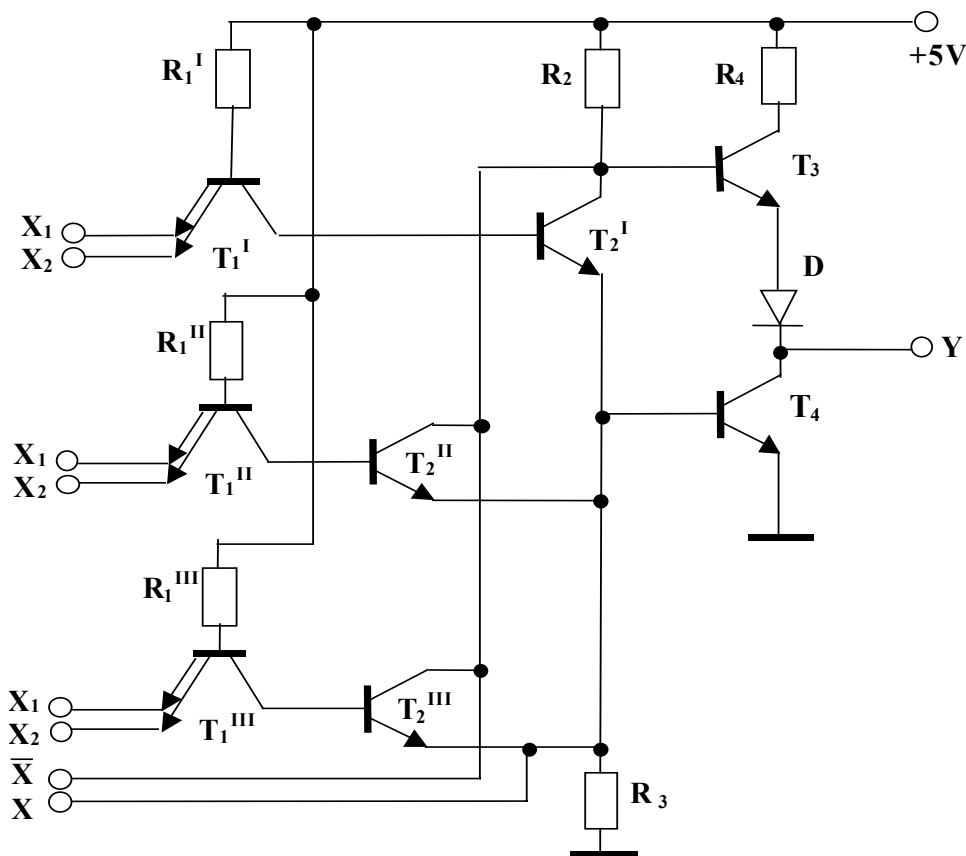 +5V
R₁ᴵ
R₂
R₄
T₃
X₁
X₂
T₁ᴵ
T₂ᴵ
D
R₁ᴵᴵ
Y
T₄
X₁
X₂
T₁ᴵᴵ
T₂ᴵᴵ
R₁ᴵᴵᴵ
X₁
X₂
T₁ᴵᴵᴵ
T₂ᴵᴵᴵ
X̅
X
R ₃